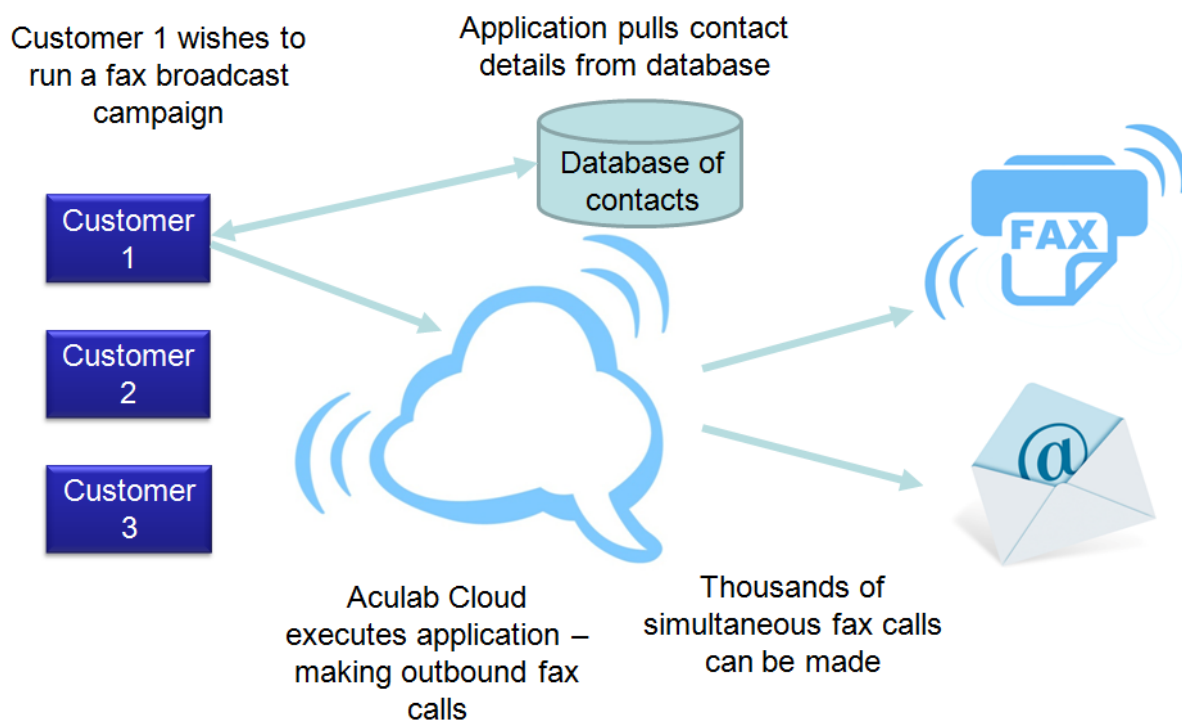 Customer 1 wishes to
run a fax broadcast
campaign
Application pulls contact
details from database
Database of
contacts
Customer
1
FAX
Customer
2
Customer
3
@
Aculab Cloud
executes application –
making outbound fax
calls
Thousands of
simultaneous fax calls
can be made